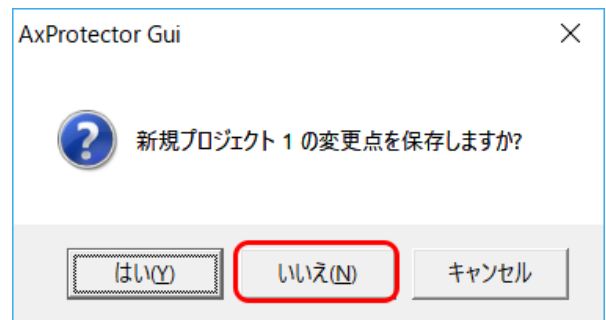 AxProtector Gui
新規プロジェクト 1 の変更点を保存しますか?
はい(Y) いいえ(N) キャンセル